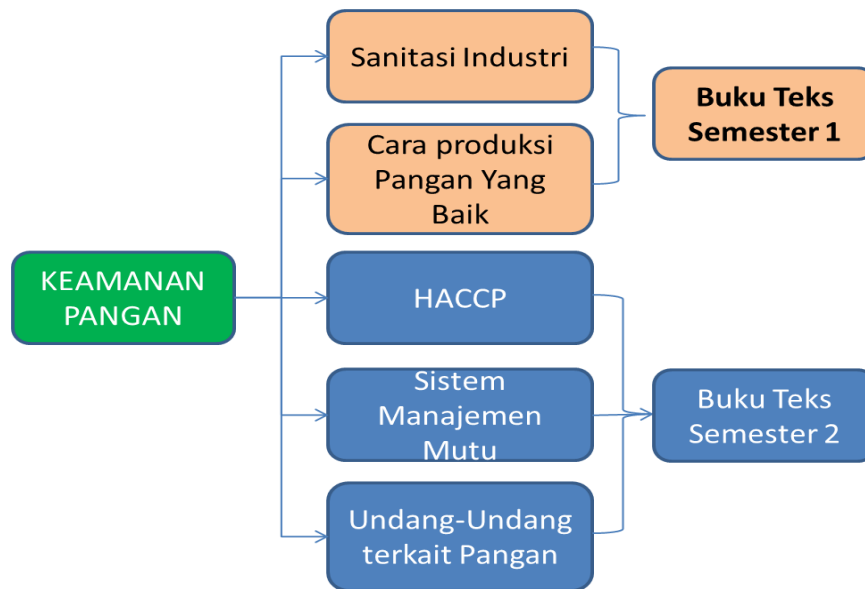 Sanitasi Industri
Cara produksi
Pangan Yang
Baik
Buku Teks
Semester 1
KEAMANAN
PANGAN
HACCP
Sistem
Manajemen
Mutu
Undang-Undang
terkait Pangan
Buku Teks
Semester 2